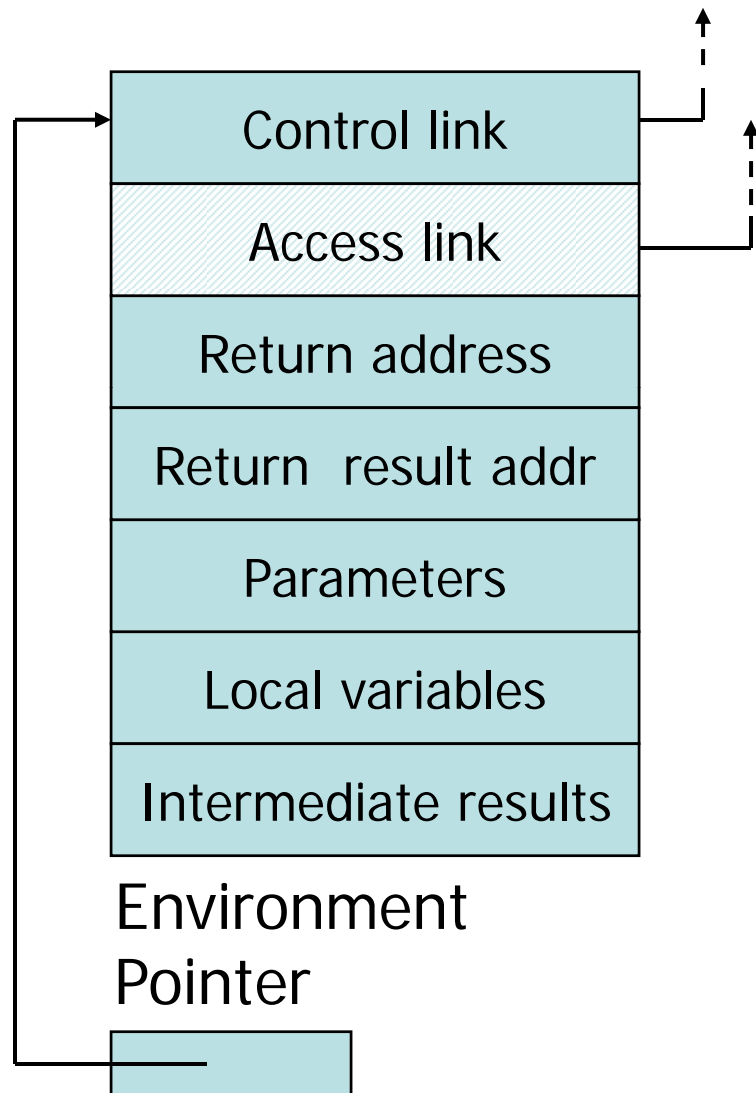 Control link
Access link
Return address
Return result addr
Parameters
Local variables
Intermediate results
Environment
Pointer